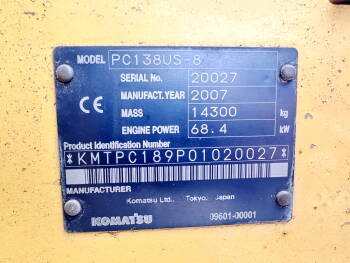 MODEL PC138US-8
SERIAL No. 20027
MANUFACT.YEAR 2007
MASS 14300 kg
ENGINE POWER 68.4 kW
Product Identification Number
*KMTPC189P01020027*
MANUFACTURER
Komatsu Ltd., Tokyo, Japan
KOMATSU 09601-00001
CE